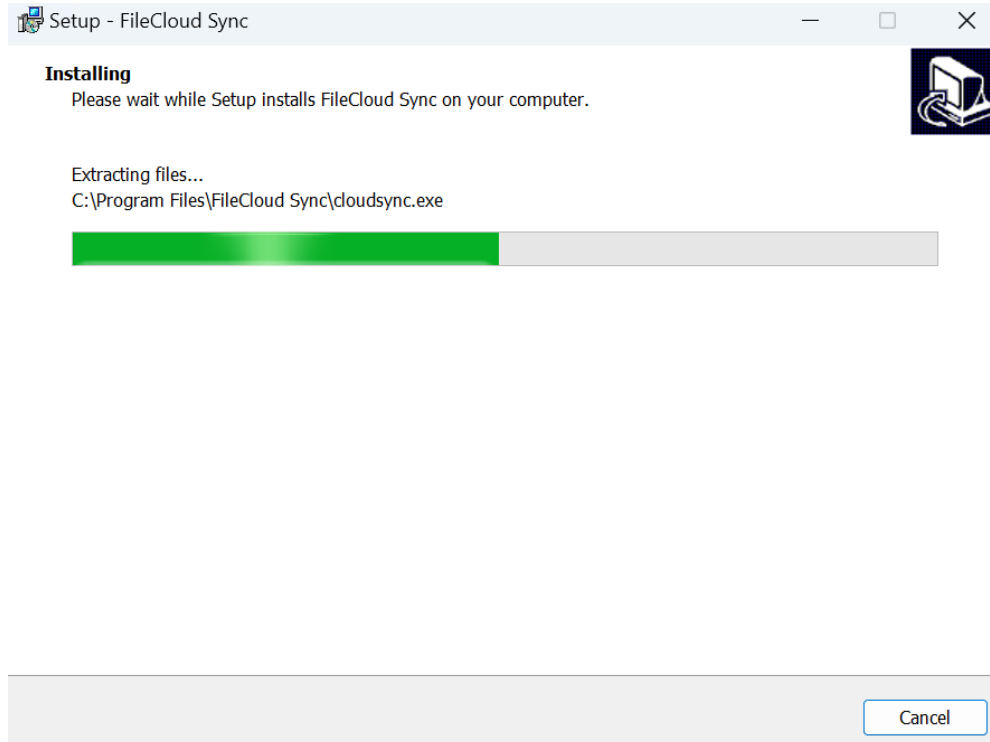 Setup - FileCloud Sync
Installing
Please wait while Setup installs FileCloud Sync on your computer.
Extracting files...
C:\Program Files\FileCloud Sync\cloudsync.exe
Cancel